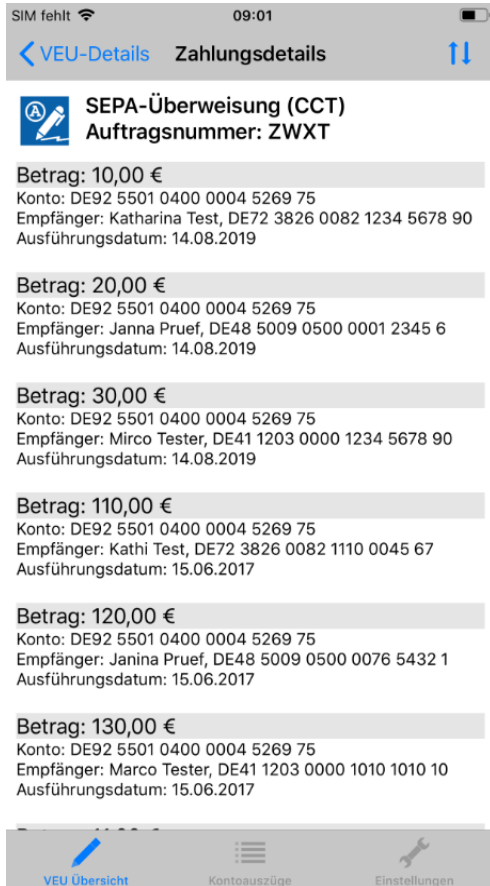 SIM fehlt 09:01
VEU-Details Zahlungsdetails
SEPA-Überweisung (CCT)
Auftragsnummer: ZWXT
Betrag: 10,00 €
Konto: DE92 5501 0400 0004 5269 75
Empfänger: Katharina Test, DE72 3826 0082 1234 5678 90
Ausführungsdatum: 14.08.2019
Betrag: 20,00 €
Konto: DE92 5501 0400 0004 5269 75
Empfänger: Janna Pruef, DE48 5009 0500 0001 2345 6
Ausführungsdatum: 14.08.2019
Betrag: 30,00 €
Konto: DE92 5501 0400 0004 5269 75
Empfänger: Mirco Tester, DE41 1203 0000 1234 5678 90
Ausführungsdatum: 14.08.2019
Betrag: 110,00 €
Konto: DE92 5501 0400 0004 5269 75
Empfänger: Kathi Test, DE72 3826 0082 1110 0045 67
Ausführungsdatum: 15.06.2017
Betrag: 120,00 €
Konto: DE92 5501 0400 0004 5269 75
Empfänger: Janina Pruef, DE48 5009 0500 0076 5432 1
Ausführungsdatum: 15.06.2017
Betrag: 130,00 €
Konto: DE92 5501 0400 0004 5269 75
Empfänger: Marco Tester, DE41 1203 0000 1010 1010 10
Ausführungsdatum: 15.06.2017
VEU Übersicht Kontoauszüge Einstellungen